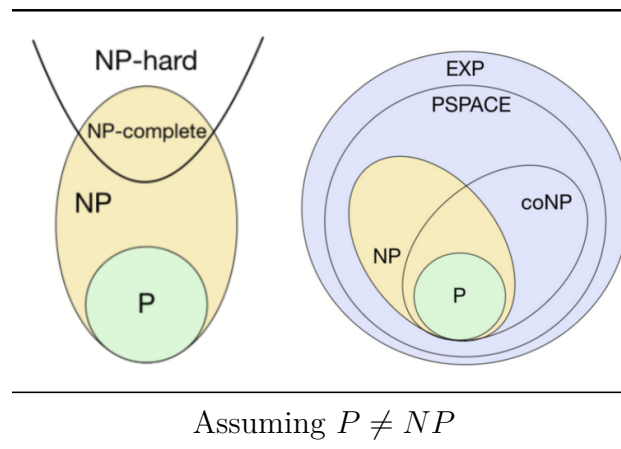 NP-hard
NP-complete
NP
P
EXP
PSPACE
coNP
NP
P
Assuming P ≠ NP